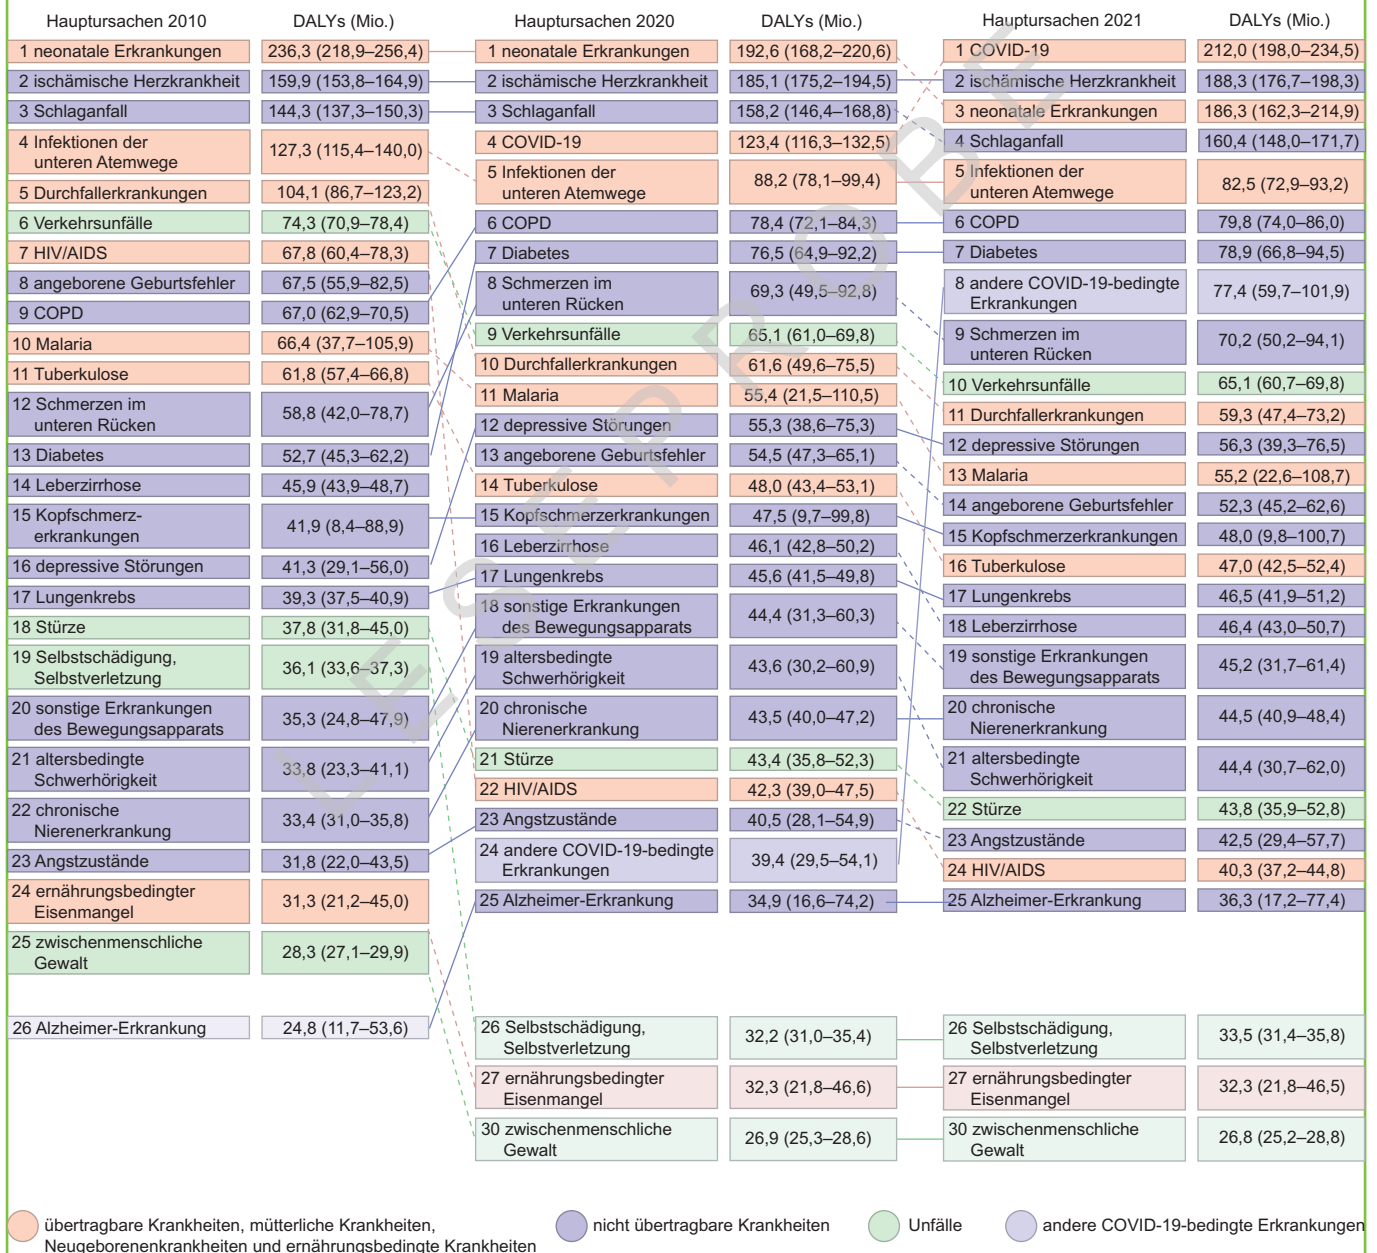 Hauptursachen 2010
DALYs (Mio.)
1 neonatale Erkrankungen
236,3 (218,9–256,4)
2 ischämische Herzkrankheit
159,9 (153,8–164,9)
3 Schlaganfall
144,3 (137,3–150,3)
4 Infektionen der
unteren Atemwege
127,3 (115,4–140,0)
5 Durchfallerkrankungen
104,1 (86,7–123,2)
6 Verkehrsunfälle
74,3 (70,9–78,4)
7 HIV/AIDS
67,8 (60,4–78,3)
8 angeborene Geburtsfehler
67,5 (55,9–82,5)
9 COPD
67,0 (62,9–70,5)
10 Malaria
66,4 (37,7–105,9)
11 Tuberkulose
61,8 (57,4–66,8)
12 Schmerzen im
unteren Rücken
58,8 (42,0–78,7)
13 Diabetes
52,7 (45,3–62,2)
14 Leberzirrhose
45,9 (43,9–48,7)
15 Kopfschmerz-
erkrankungen
41,9 (8,4–88,9)
16 depressive Störungen
41,3 (29,1–56,0)
17 Lungenkrebs
39,3 (37,5–40,9)
18 Stürze
37,8 (31,8–45,0)
19 Selbstschädigung,
Selbstverletzung
36,1 (33,6–37,3)
20 sonstige Erkrankungen
des Bewegungsapparats
35,3 (24,8–47,9)
21 altersbedingte
Schwerhörigkeit
33,8 (23,3–41,1)
22 chronische
Nierenerkrankung
33,4 (31,0–35,8)
23 Angstzustände
31,8 (22,0–43,5)
24 ernährungsbedingter
Eisenmangel
31,3 (21,2–45,0)
25 zwischenmenschliche
Gewalt
28,3 (27,1–29,9)
26 Alzheimer-Erkrankung
24,8 (11,7–53,6)
Hauptursachen 2020
DALYs (Mio.)
1 neonatale Erkrankungen
192,6 (168,2–220,6)
2 ischämische Herzkrankheit
185,1 (175,2–194,5)
3 Schlaganfall
158,2 (146,4–168,8)
4 COVID-19
123,4 (116,3–132,5)
5 Infektionen der
unteren Atemwege
88,2 (78,1–99,4)
6 COPD
78,4 (72,1–84,3)
7 Diabetes
76,5 (64,9–92,2)
8 Schmerzen im
unteren Rücken
69,3 (49,5–92,8)
9 Verkehrsunfälle
65,1 (61,0–69,8)
10 Durchfallerkrankungen
61,6 (49,6–75,5)
11 Malaria
55,4 (21,5–110,5)
12 depressive Störungen
55,3 (38,6–75,3)
13 angeborene Geburtsfehler
54,5 (47,3–65,1)
14 Tuberkulose
48,0 (43,4–53,1)
15 Kopfschmerzerkrankungen
47,5 (9,7–99,8)
16 Leberzirrhose
46,1 (42,8–50,2)
17 Lungenkrebs
45,6 (41,5–49,8)
18 sonstige Erkrankungen
des Bewegungsapparats
44,4 (31,3–60,3)
19 altersbedingte
Schwerhörigkeit
43,6 (30,2–60,9)
20 chronische
Nierenerkrankung
43,5 (40,0–47,2)
21 Stürze
43,4 (35,8–52,3)
22 HIV/AIDS
42,3 (39,0–47,5)
23 Angstzustände
40,5 (28,1–54,9)
24 andere COVID-19-bedingte
Erkrankungen
39,4 (29,5–54,1)
25 Alzheimer-Erkrankung
34,9 (16,6–74,2)
26 Selbstschädigung,
Selbstverletzung
32,2 (31,0–35,4)
27 ernährungsbedingter
Eisenmangel
32,3 (21,8–46,6)
30 zwischenmenschliche
Gewalt
26,9 (25,3–28,6)
Hauptursachen 2021
DALYs (Mio.)
1 COVID-19
212,0 (198,0–234,5)
2 ischämische Herzkrankheit
188,3 (176,7–198,3)
3 neonatale Erkrankungen
186,3 (162,3–214,9)
4 Schlaganfall
160,4 (148,0–171,7)
5 Infektionen der
unteren Atemwege
82,5 (72,9–93,2)
6 COPD
79,8 (74,0–86,0)
7 Diabetes
78,9 (66,8–94,5)
8 andere COVID-19-bedingte
Erkrankungen
77,4 (59,7–101,9)
9 Schmerzen im
unteren Rücken
70,2 (50,2–94,1)
10 Verkehrsunfälle
65,1 (60,7–69,8)
11 Durchfallerkrankungen
59,3 (47,4–73,2)
12 depressive Störungen
56,3 (39,3–76,5)
13 Malaria
55,2 (22,6–108,7)
14 angeborene Geburtsfehler
52,3 (45,2–62,6)
15 Kopfschmerzerkrankungen
48,0 (9,8–100,7)
16 Tuberkulose
47,0 (42,5–52,4)
17 Lungenkrebs
46,5 (41,9–51,2)
18 Leberzirrhose
46,4 (43,0–50,7)
19 sonstige Erkrankungen
des Bewegungsapparats
45,2 (31,7–61,4)
20 chronische
Nierenerkrankung
44,5 (40,9–48,4)
21 altersbedingte
Schwerhörigkeit
44,4 (30,7–62,0)
22 Stürze
43,8 (35,9–52,8)
23 Angstzustände
42,5 (29,4–57,7)
24 HIV/AIDS
40,3 (37,2–44,8)
25 Alzheimer-Erkrankung
36,3 (17,2–77,4)
26 Selbstschädigung,
Selbstverletzung
33,5 (31,4–35,8)
27 ernährungsbedingter
Eisenmangel
32,3 (21,8–46,5)
30 zwischenmenschliche
Gewalt
26,8 (25,2–28,8)
übertragbare Krankheiten, mütterliche Krankheiten,
Neugeborenenkrankheiten und ernährungsbedingte Krankheiten
nicht übertragbare Krankheiten
Unfälle
andere COVID-19-bedingte Erkrankungen
LESEPROBE